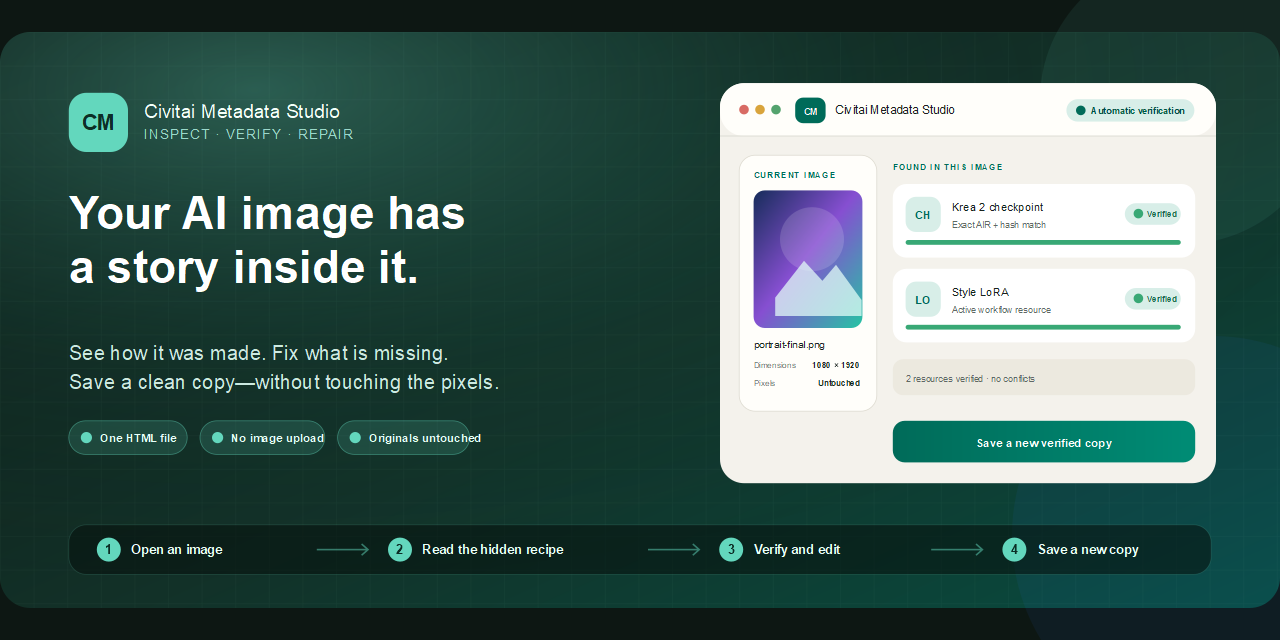 CM
Civitai Metadata Studio
INSPECT · VERIFY · REPAIR
Your AI image has
a story inside it.
See how it was made. Fix what is missing.
Save a clean copy—without touching the pixels.
One HTML file
No image upload
Originals untouched
CM
Civitai Metadata Studio
Automatic verification
CURRENT IMAGE
portrait-final.png
Dimensions 1080 × 1920
Pixels Untouched
FOUND IN THIS IMAGE
CH
Krea 2 checkpoint
Exact AIR + hash match
Verified
LO
Style LoRA
Active workflow resource
Verified
2 resources verified · no conflicts
Save a new verified copy
1 Open an image
2 Read the hidden recipe
3 Verify and edit
4 Save a new copy